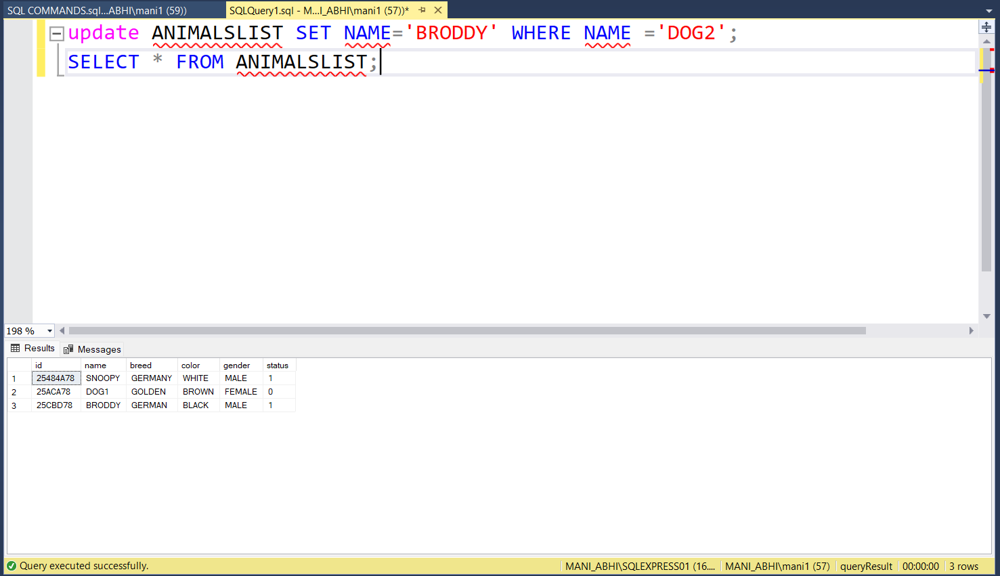 SQL COMMANDS.sql...ABHI\mani1 (59))
SQLQuery1.sql - M...I_ABHI\mani1 (57))*
update ANIMALSLIST SET NAME='BRODDY' WHERE NAME ='DOG2';
SELECT * FROM ANIMALSLIST;
198 %
Results Messages
id name breed color gender status
1 25484A78 SNOOPY GERMANY WHITE MALE 1
2 25ACA78 DOG1 GOLDEN BROWN FEMALE 0
3 25CBD78 BRODDY GERMAN BLACK MALE 1
Query executed successfully. MANI_ABHI\SQLEXPRESS01 (16.... MANI_ABHI\mani1 (57) queryResult 00:00:00 3 rows